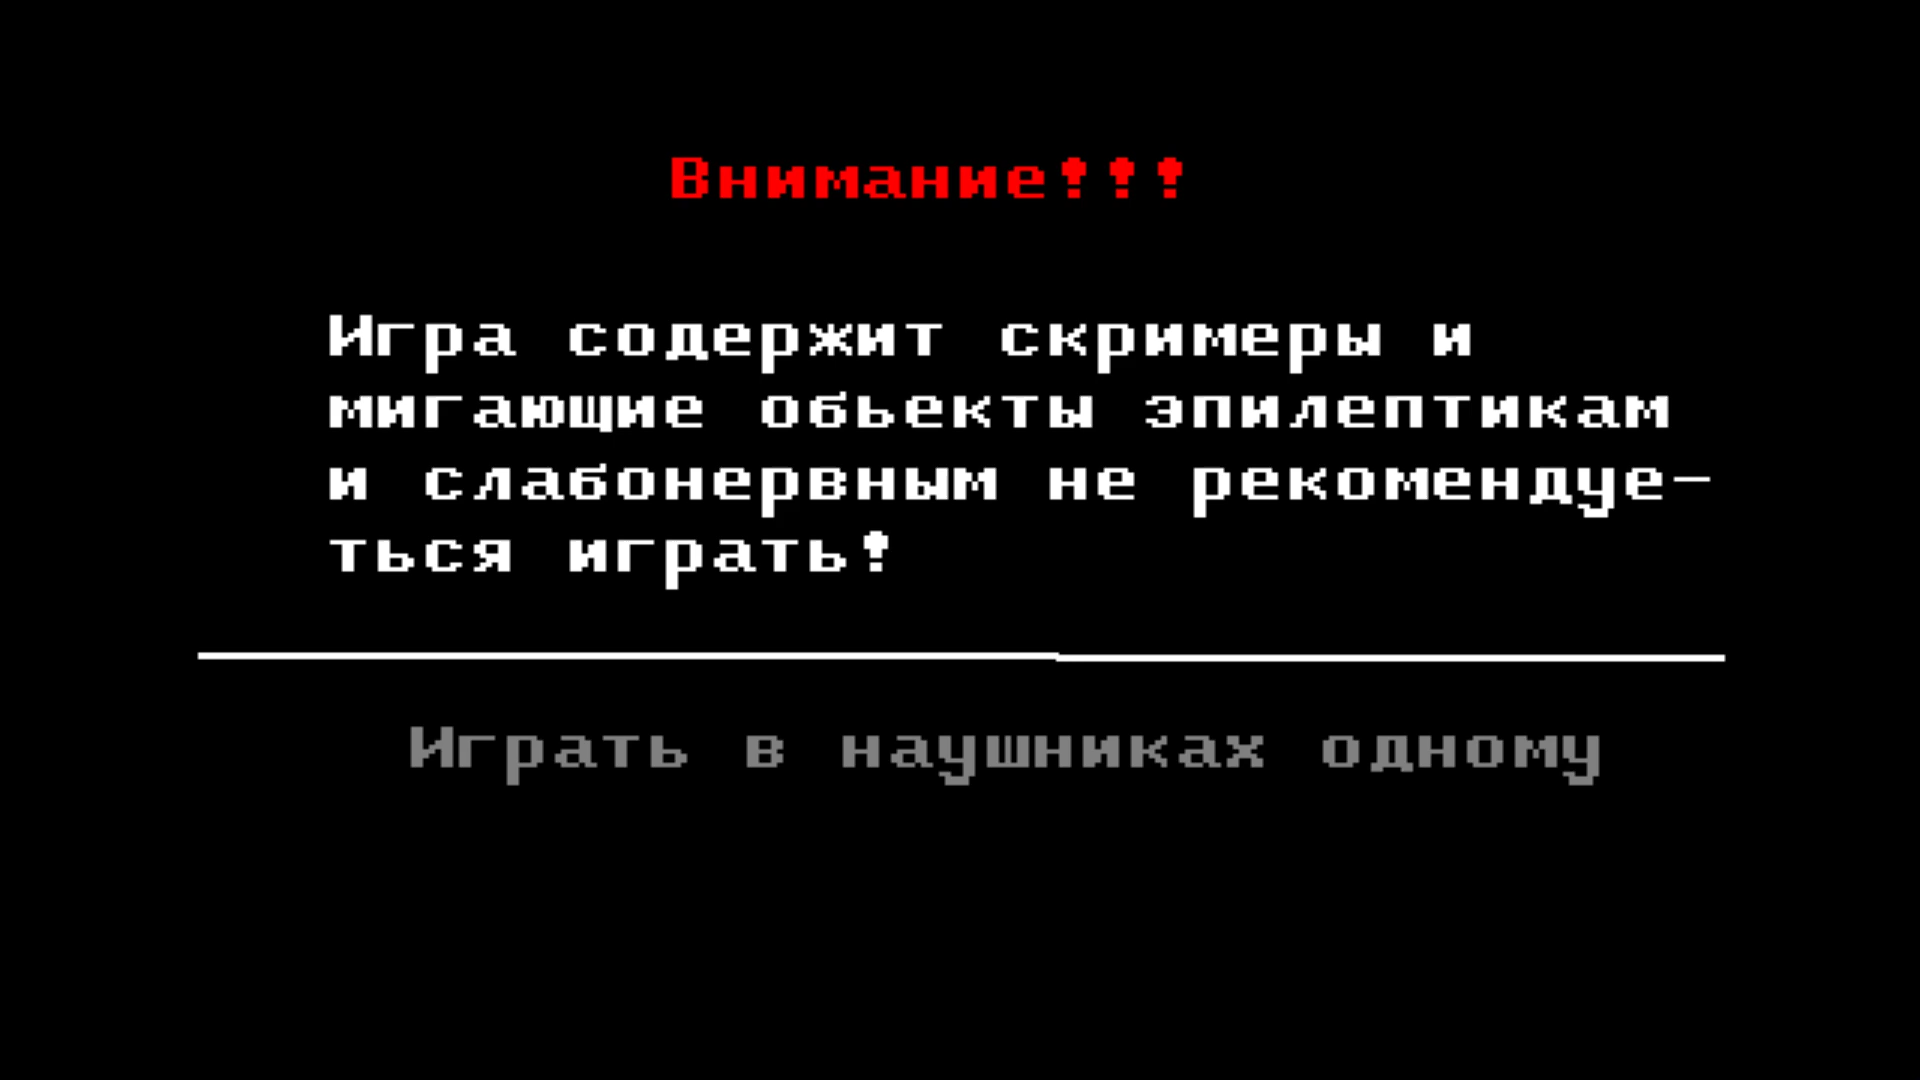 Внимание!!!
Игра содержит скримеры и
мигающие обьекты эпилептикам
и слабонервным не рекомендуе-
ться играть!
Играть в наушниках одному